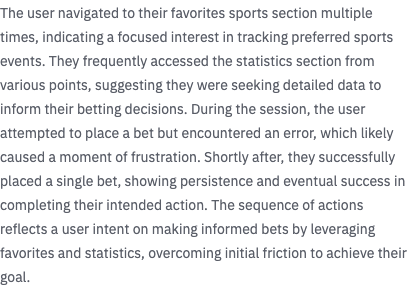 The user navigated to their favorites sports section multiple
times, indicating a focused interest in tracking preferred sports
events. They frequently accessed the statistics section from
various points, suggesting they were seeking detailed data to
inform their betting decisions. During the session, the user
attempted to place a bet but encountered an error, which likely
caused a moment of frustration. Shortly after, they successfully
placed a single bet, showing persistence and eventual success in
completing their intended action. The sequence of actions
reflects a user intent on making informed bets by leveraging
favorites and statistics, overcoming initial friction to achieve their
goal.